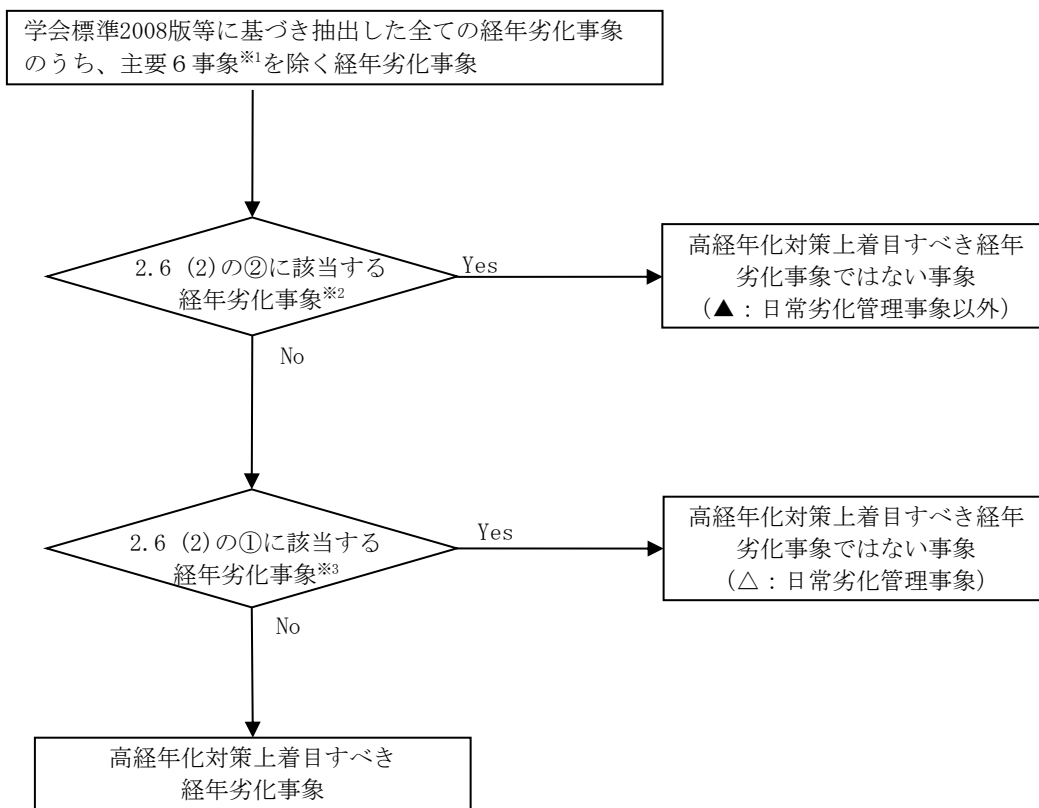 学会標準2008版等に基づき抽出した全ての経年劣化事象
のうち、主要６事象※1を除く経年劣化事象
2.6 (2)の②に該当する
経年劣化事象※2
Yes
高経年化対策上着目すべき経年
劣化事象ではない事象
（▲：日常劣化管理事象以外）
No
2.6 (2)の①に該当する
経年劣化事象※3
Yes
高経年化対策上着目すべき経年
劣化事象ではない事象
（△：日常劣化管理事象）
No
高経年化対策上着目すべき
経年劣化事象